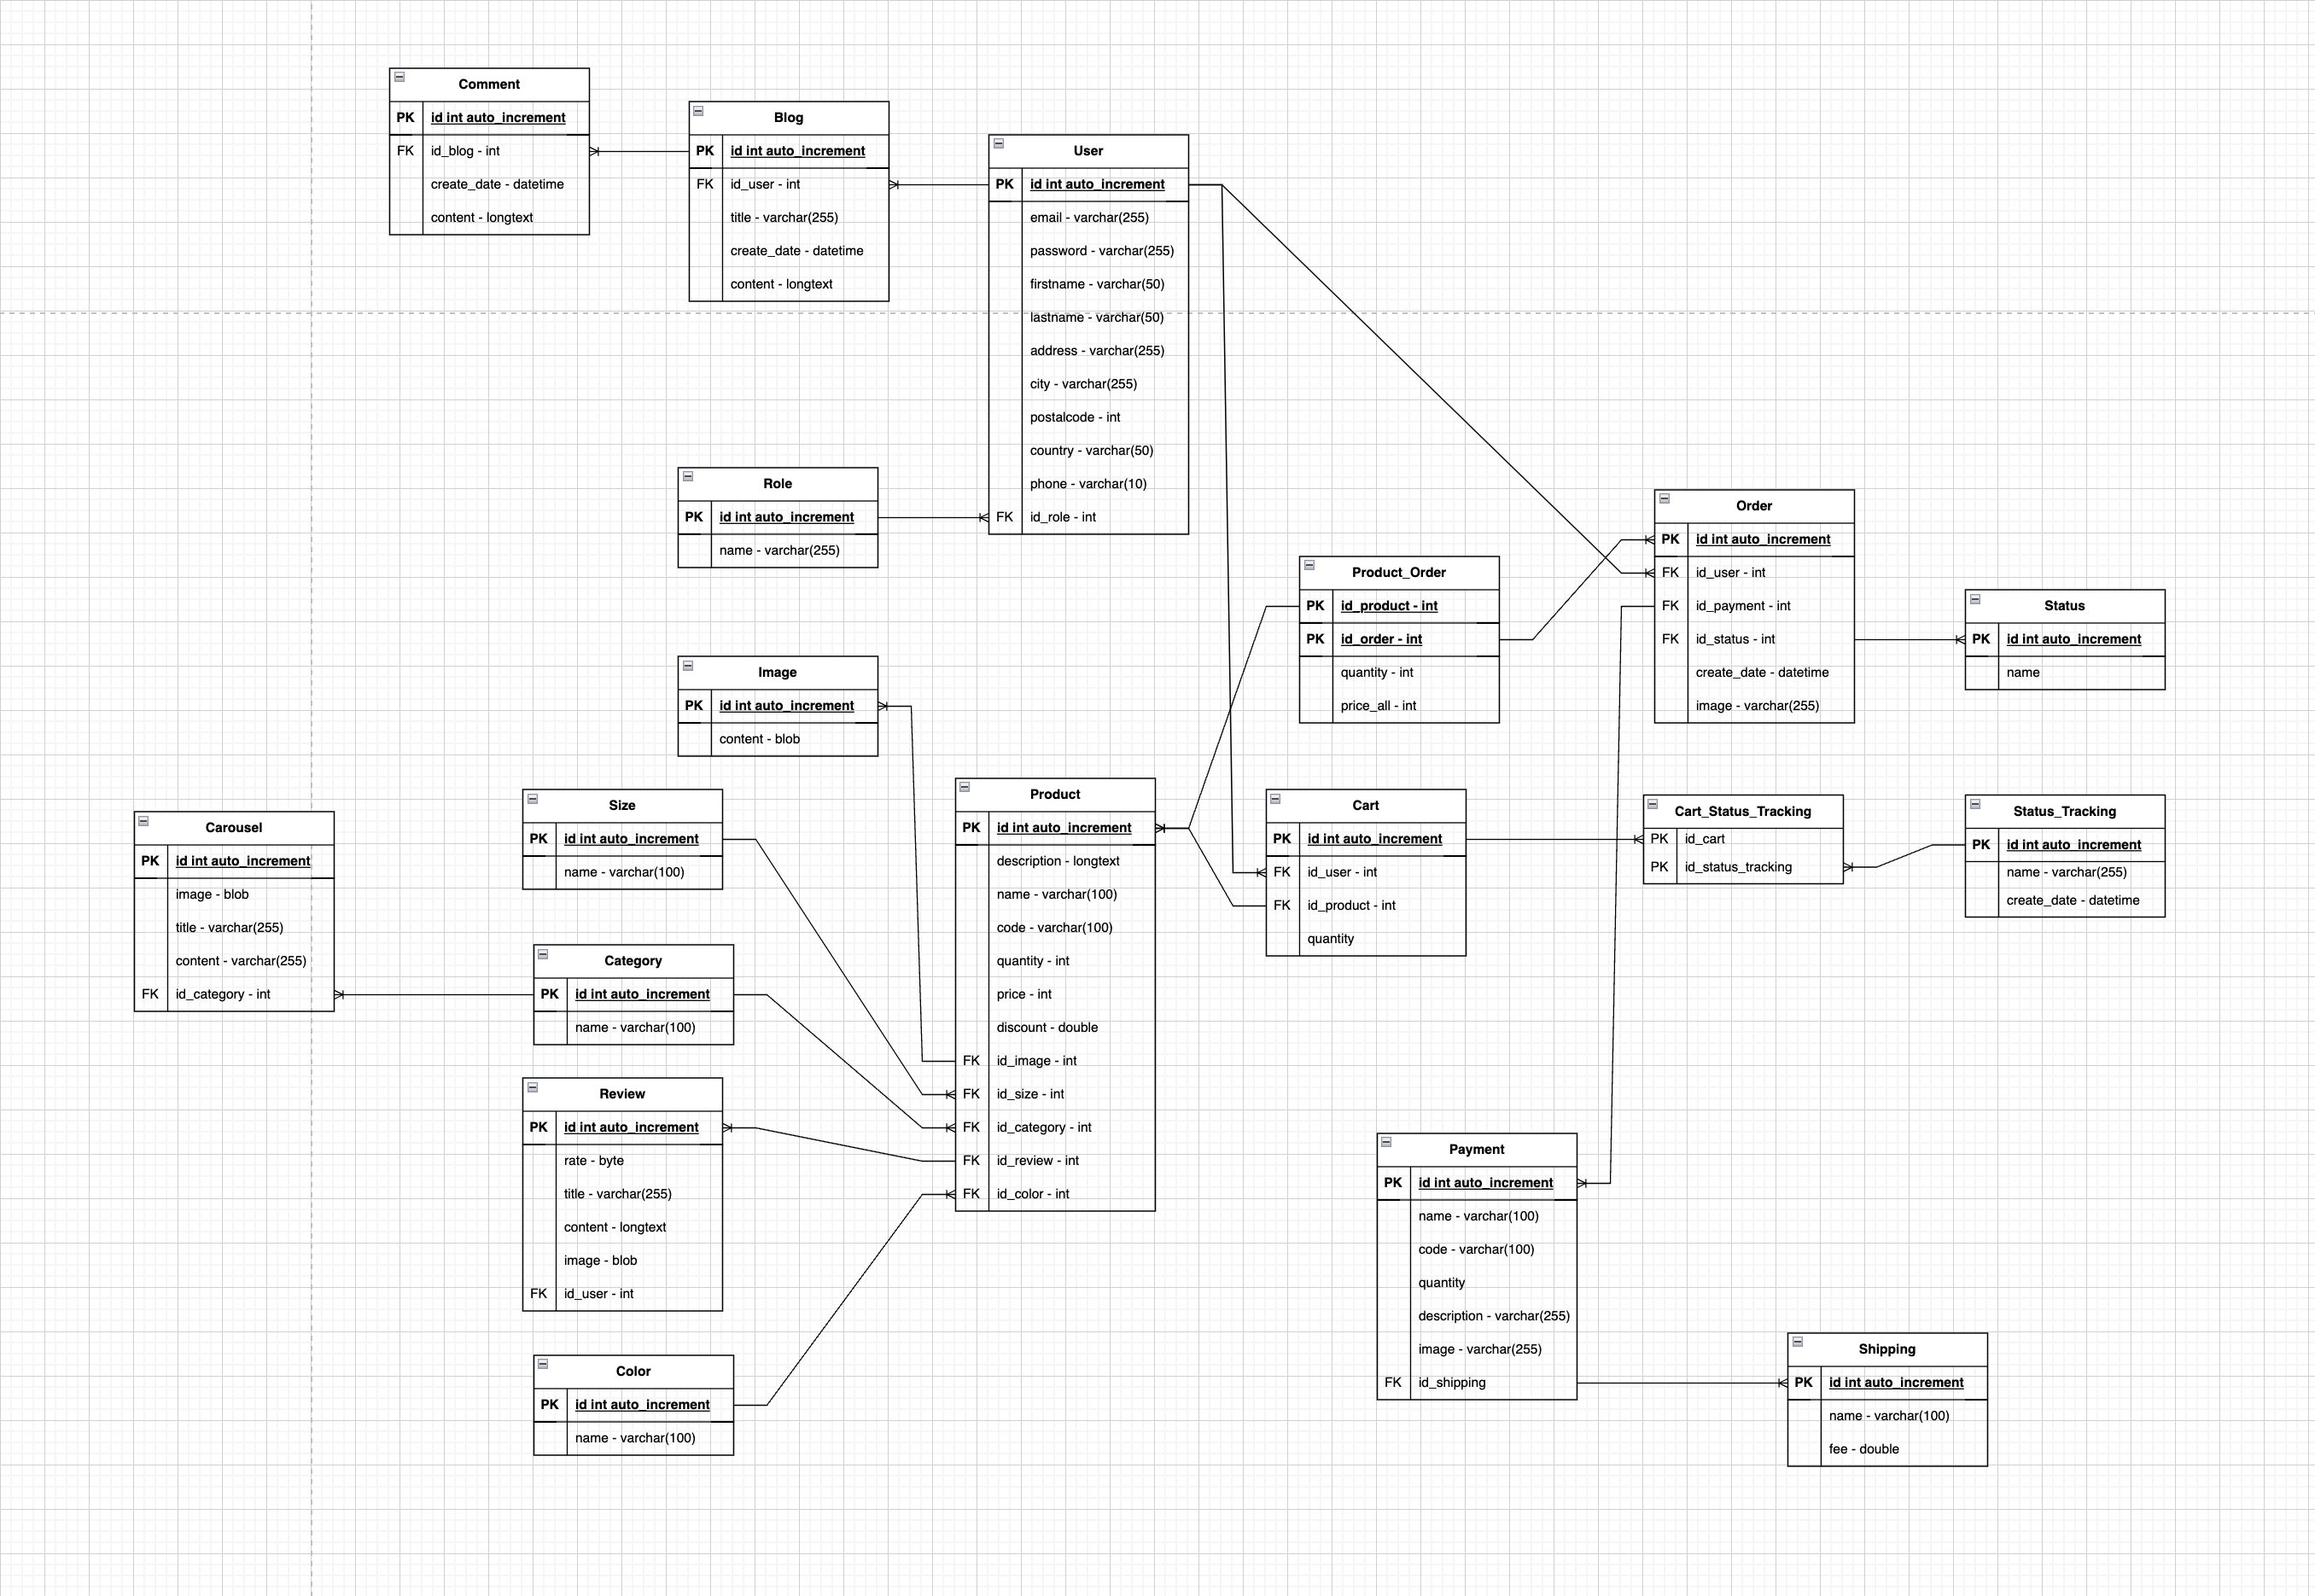 Comment
PK id int auto_increment
FK id_blog - int
create_date - datetime
content - longtext
Blog
PK id int auto_increment
FK id_user - int
title - varchar(255)
create_date - datetime
content - longtext
User
PK id int auto_increment
email - varchar(255)
password - varchar(255)
firstname - varchar(50)
lastname - varchar(50)
address - varchar(255)
city - varchar(255)
postalcode - int
country - varchar(50)
phone - varchar(10)
FK id_role - int
Role
PK id int auto_increment
name - varchar(255)
Order
PK id int auto_increment
FK id_user - int
FK id_payment - int
FK id_status - int
create_date - datetime
image - varchar(255)
Product_Order
PK id_product - int
PK id_order - int
quantity - int
price_all - int
Status
PK id int auto_increment
name
Image
PK id int auto_increment
content - blob
Size
PK id int auto_increment
name - varchar(100)
Product
PK id int auto_increment
description - longtext
name - varchar(100)
code - varchar(100)
quantity - int
price - int
discount - double
FK id_image - int
FK id_size - int
FK id_category - int
FK id_review - int
FK id_color - int
Cart
PK id int auto_increment
FK id_user - int
FK id_product - int
quantity
Cart_Status_Tracking
PK id_cart
PK id_status_tracking
Status_Tracking
PK id int auto_increment
name - varchar(255)
create_date - datetime
Carousel
PK id int auto_increment
image - blob
title - varchar(255)
content - varchar(255)
FK id_category - int
Category
PK id int auto_increment
name - varchar(100)
Review
PK id int auto_increment
rate - byte
title - varchar(255)
content - longtext
image - blob
FK id_user - int
Color
PK id int auto_increment
name - varchar(100)
Payment
PK id int auto_increment
name - varchar(100)
code - varchar(100)
quantity
description - varchar(255)
image - varchar(255)
FK id_shipping
Shipping
PK id int auto_increment
name - varchar(100)
fee - double